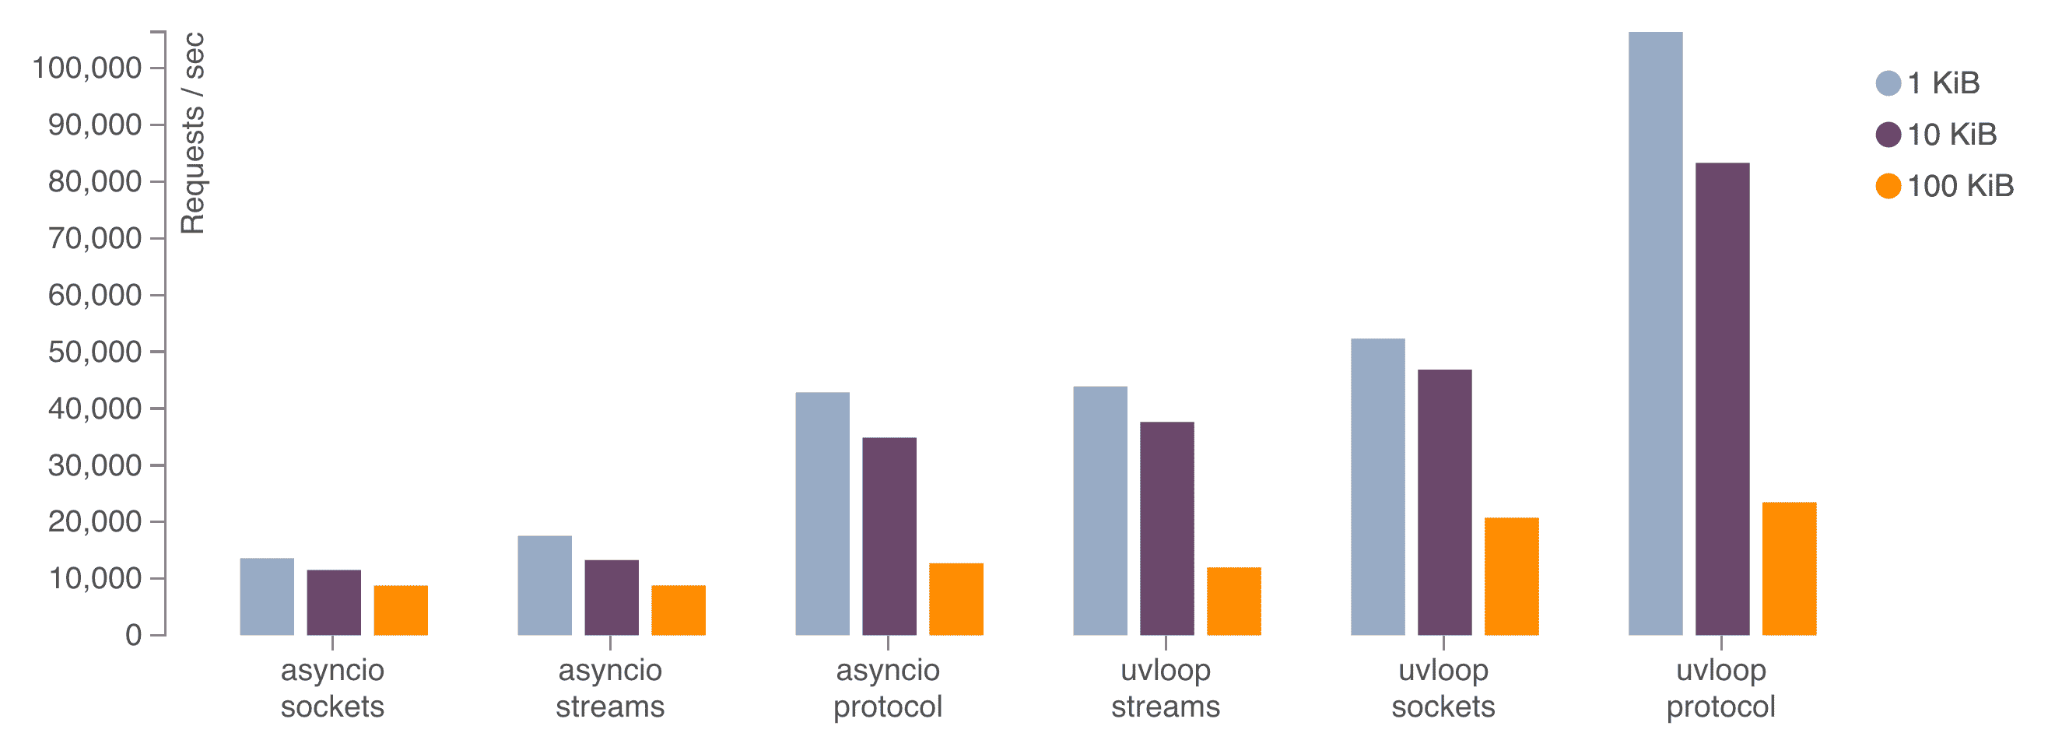 Requests / sec
100,000
90,000
80,000
70,000
60,000
50,000
40,000
30,000
20,000
10,000
0
1 KiB
10 KiB
100 KiB
asyncio
sockets
asyncio
streams
asyncio
protocol
uvloop
streams
uvloop
sockets
uvloop
protocol